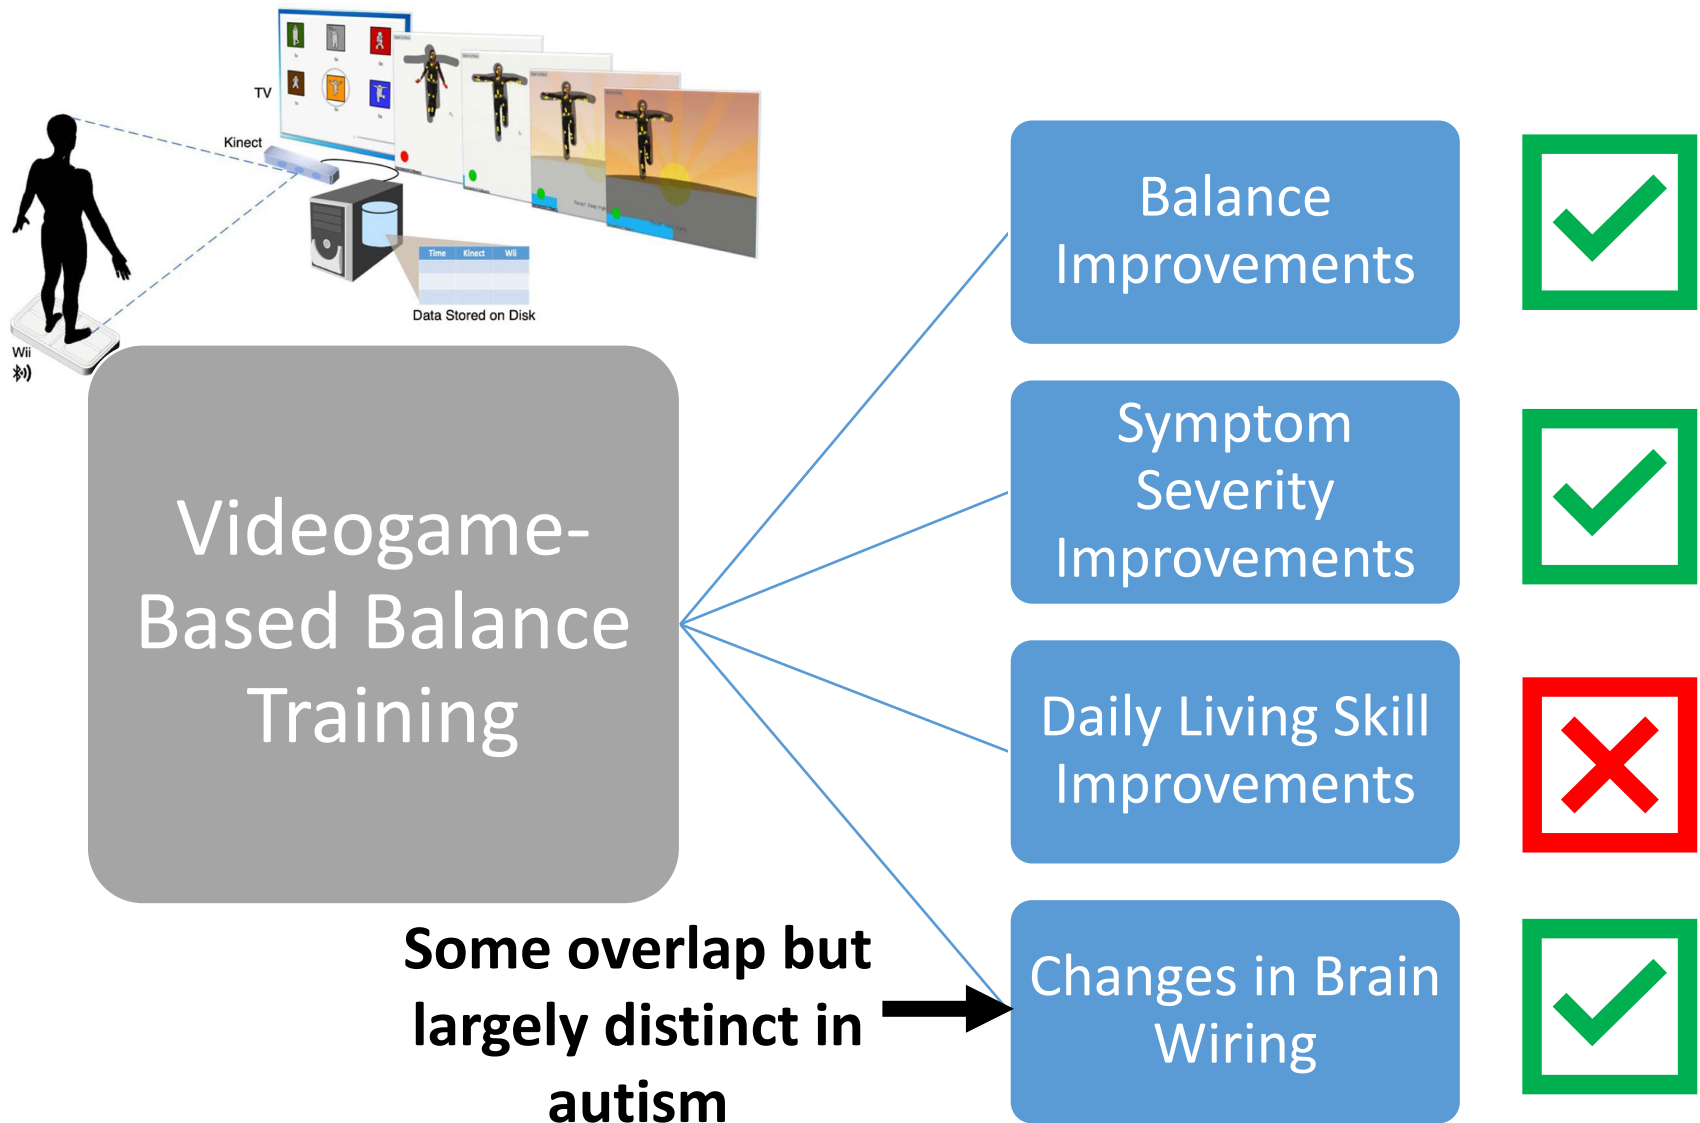 TV
Kinect
Wii
Time Kinect Wii
Data Stored on Disk
Videogame-
Based Balance
Training
Balance
Improvements
Symptom
Severity
Improvements
Daily Living Skill
Improvements
Changes in Brain
Wiring
Some overlap but
largely distinct in
autism